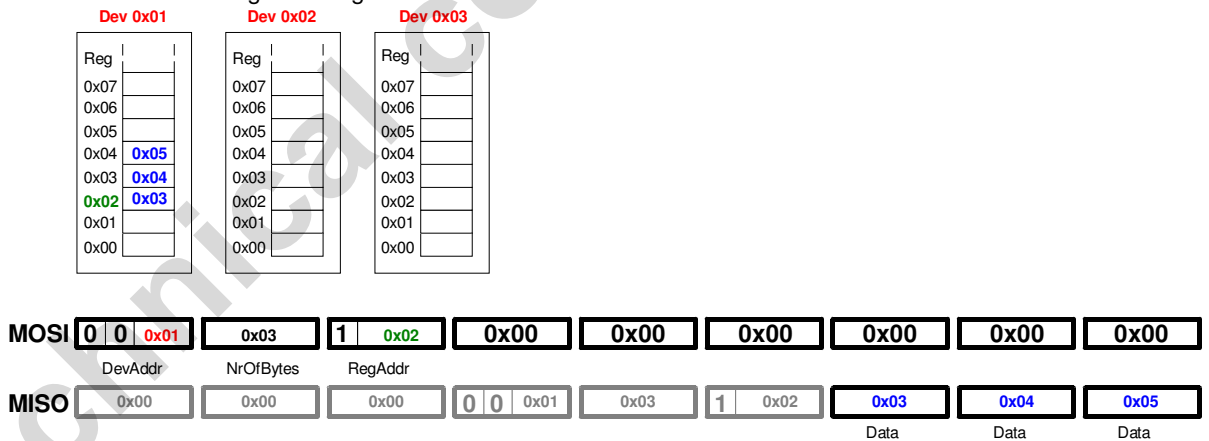 Dev 0x01 Dev 0x02 Dev 0x03
Reg Reg Reg
0x07 0x07 0x07
0x06 0x06 0x06
0x05 0x05 0x05
0x04 0x05 0x04 0x04
0x03 0x04 0x03 0x03
0x02 0x03 0x02 0x02
0x01 0x01 0x01
0x00 0x00 0x00
MOSI 0 0 0x01 0x03 1 0x02 0x00 0x00 0x00 0x00 0x00 0x00
DevAddr NrOfBytes RegAddr
MISO 0x00 0x00 0x00 0 0 0x01 0x03 1 0x02 0x03 0x04 0x05
Data Data Data